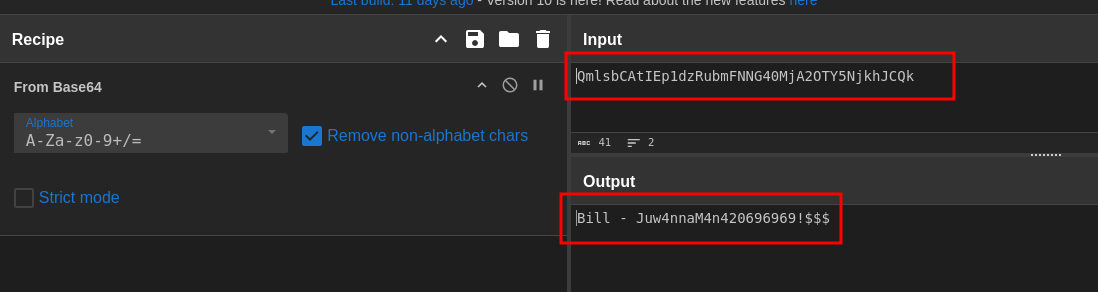 Last build: 11 days ago - Version 10 is here! Read about the new features here
Recipe
From Base64
Alphabet
A-Za-z0-9+/=
Remove non-alphabet chars
Strict mode
Input
QmlsbCAtIEp1dzRubmFNNG40MjA2OTY5NjkhJCQk
ABC 41 2
Output
Bill - Juw4nnaM4n420696969!$$$